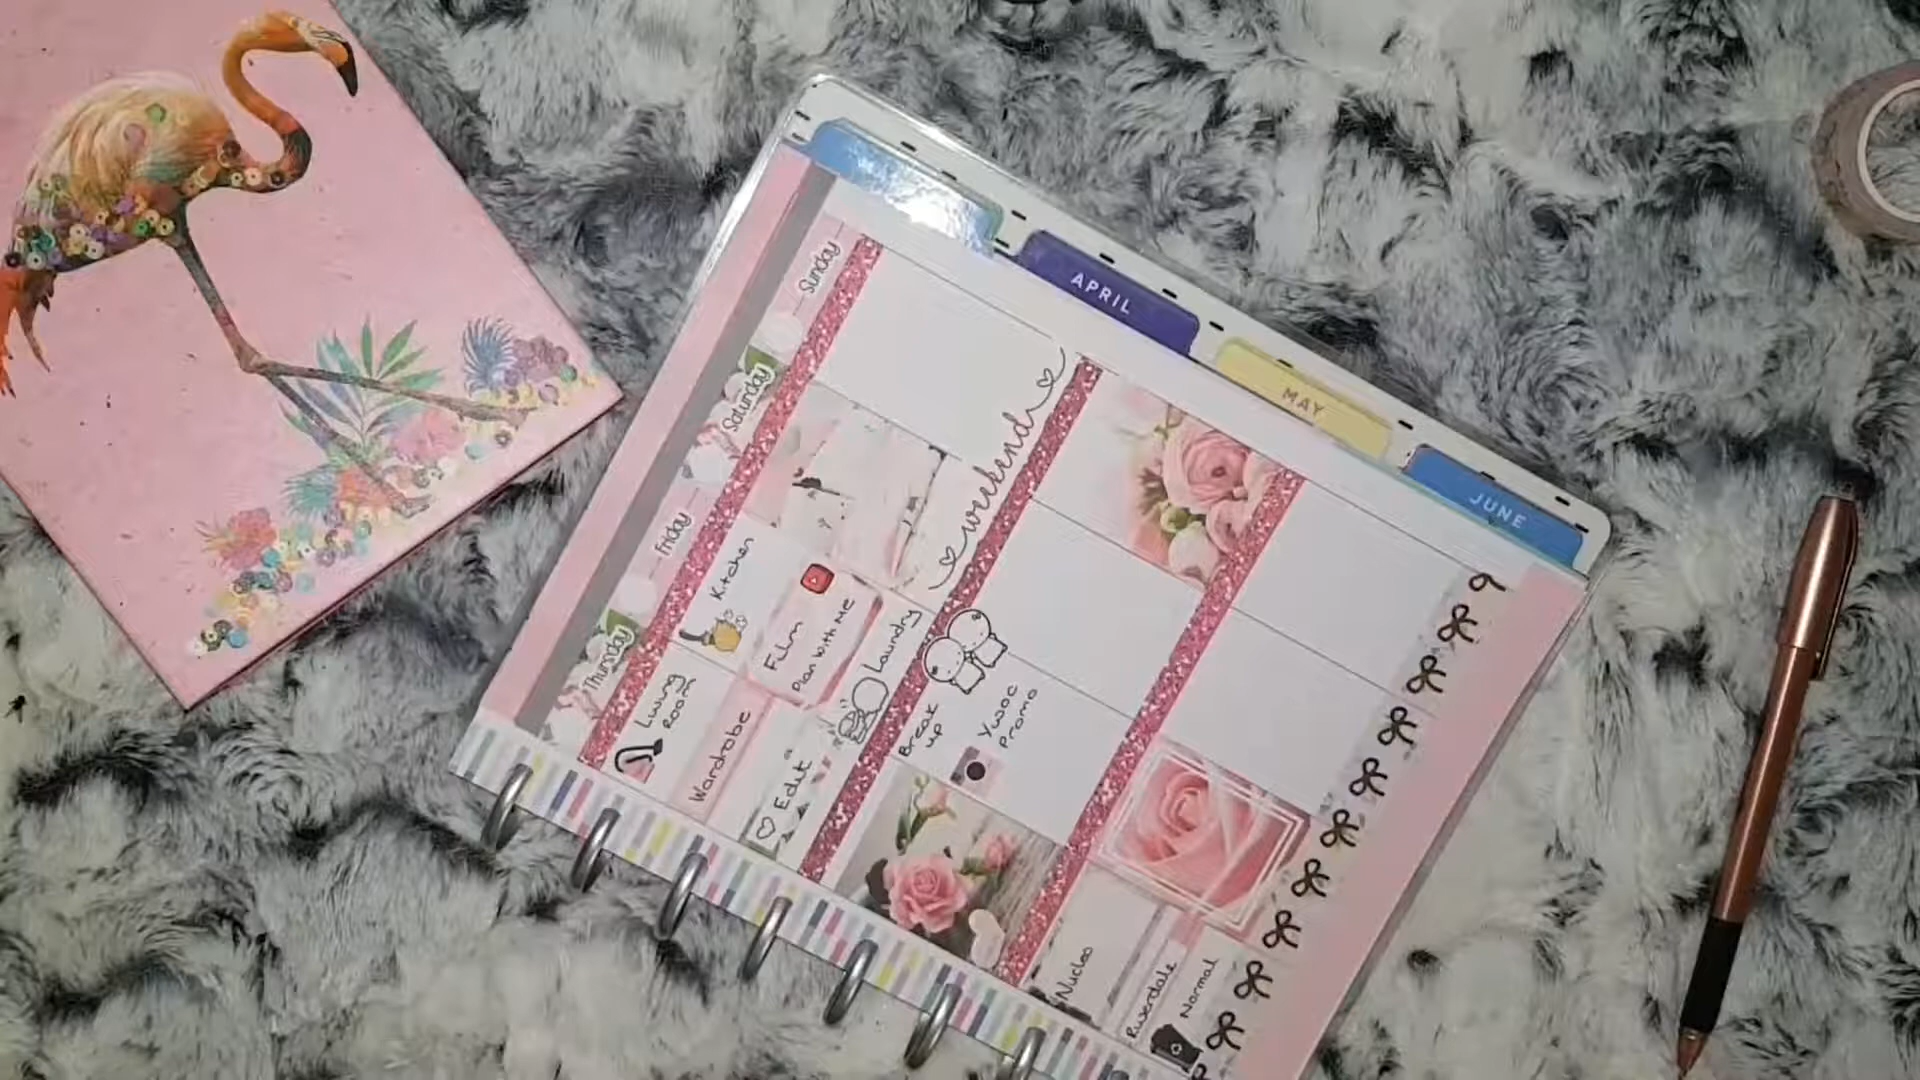 APRIL
MAY
JUNE
Thursday
Friday
Saturday
Sunday
Living
Room
Wardrobe
Edit
Kitchen
Film
Plan With Me
Laundry
weekend
Break
up
Ywoc
Promo
Nucleo
Riverdale
Normal